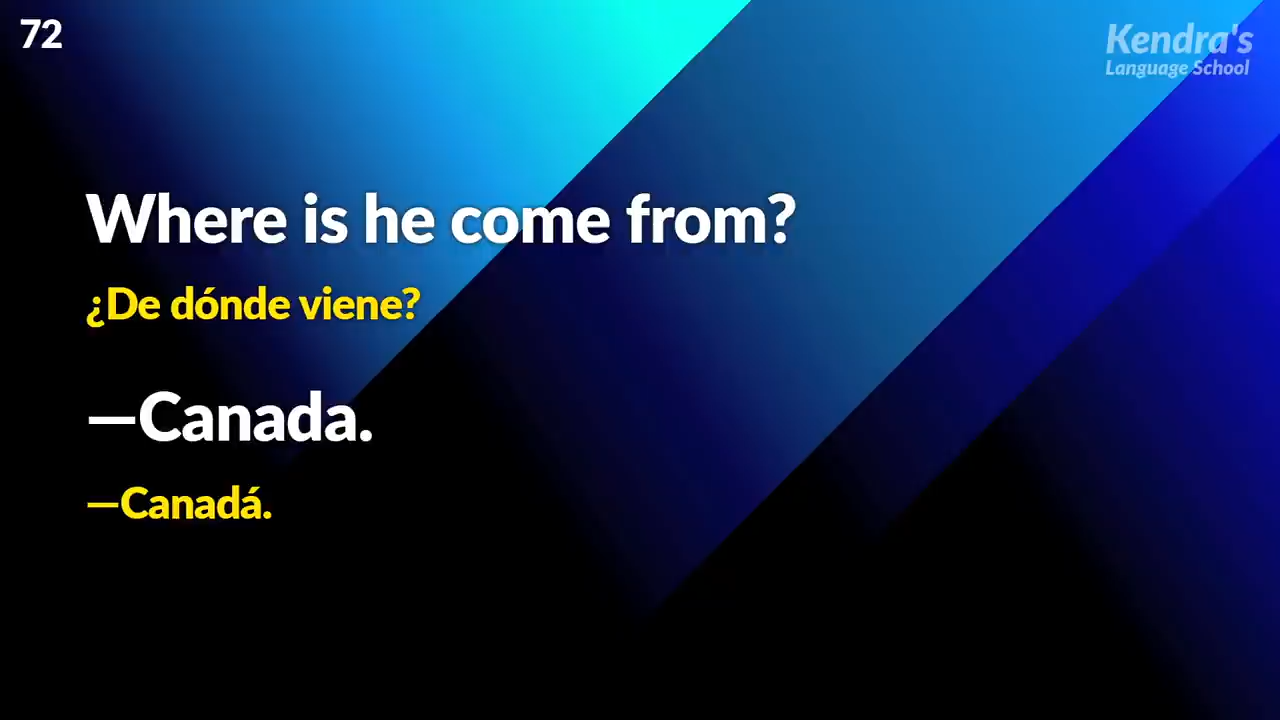 72
Kendra's
Language School
Where is he come from?
¿De dónde viene?
—Canada.
—Canadá.